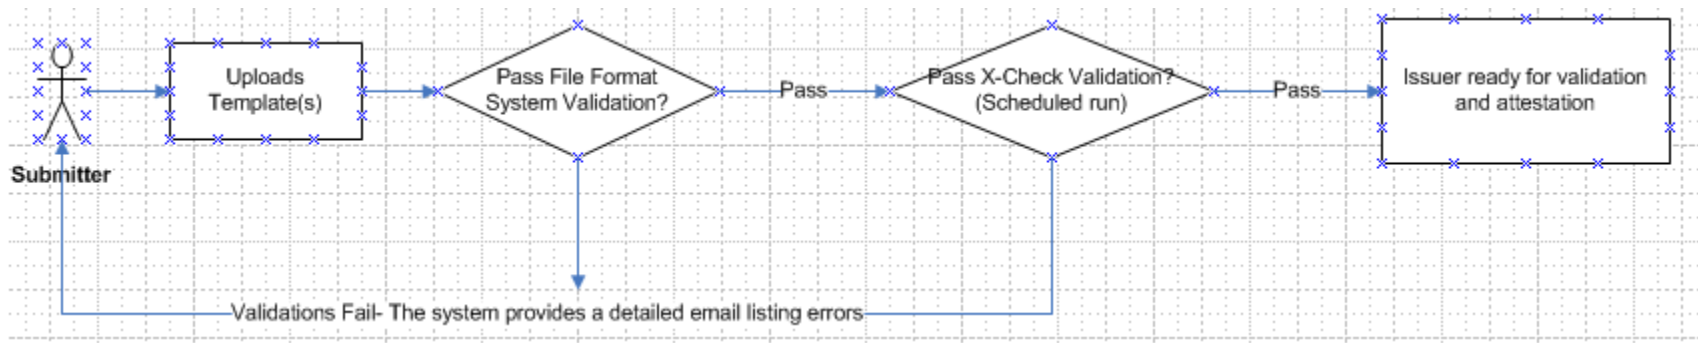 Uploads
Template(s)
Pass File Format
System Validation?
Pass
Pass X-Check Validation?
(Scheduled run)
Pass
Issuer ready for validation
and attestation
Submitter
Validations Fail- The system provides a detailed email listing errors